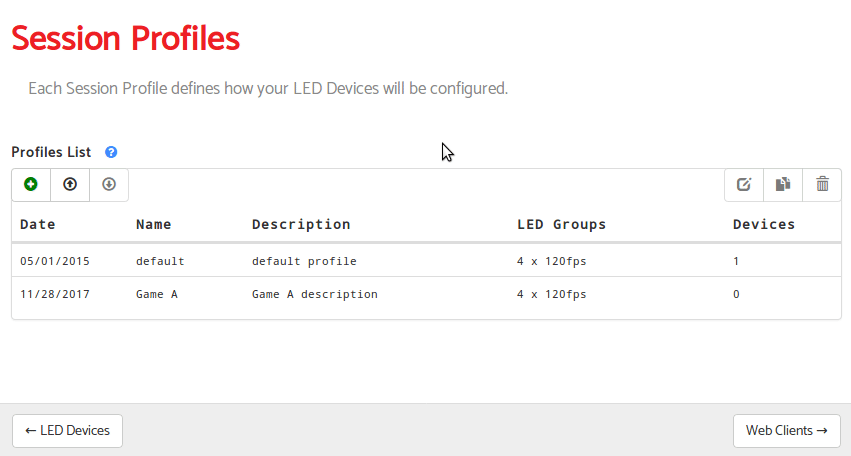 Session Profiles
Each Session Profile defines how your LED Devices will be configured.
Profiles List
Date Name Description LED Groups Devices
05/01/2015 default default profile 4 x 120fps 1
11/28/2017 Game A Game A description 4 x 120fps 0
← LED Devices Web Clients →